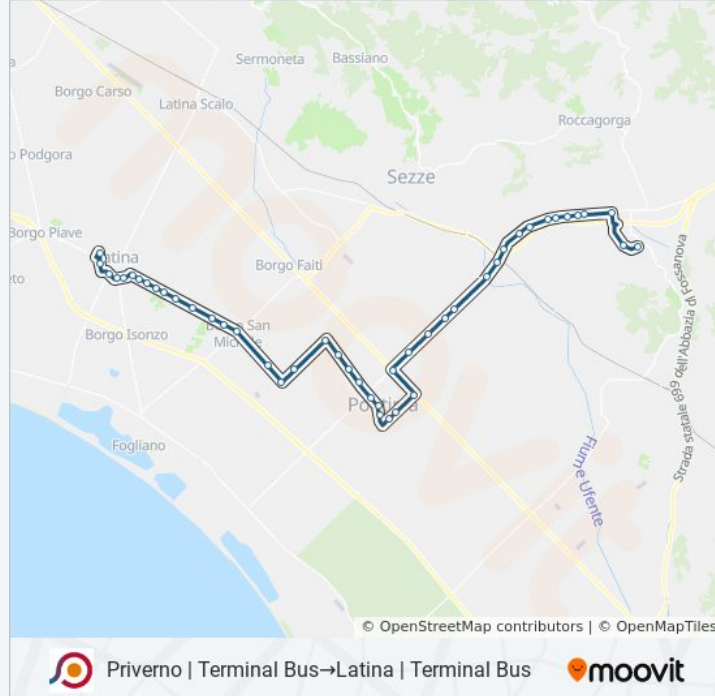 Sermoneta
Bassiano
Borgo Carso
Latina Scalo
Roccagorga
o Podgora
Sezze
Borgo Piave
Latina
Borgo Faiti
Borgo Isonzo
Borgo San
Michele
Pontinia
Fogliano
Fiume Ufente
Strada statale 699 dell'Abbazia di Fossanova
© OpenStreetMap contributors | © OpenMapTiles
Priverno | Terminal Bus→Latina | Terminal Bus
moovit